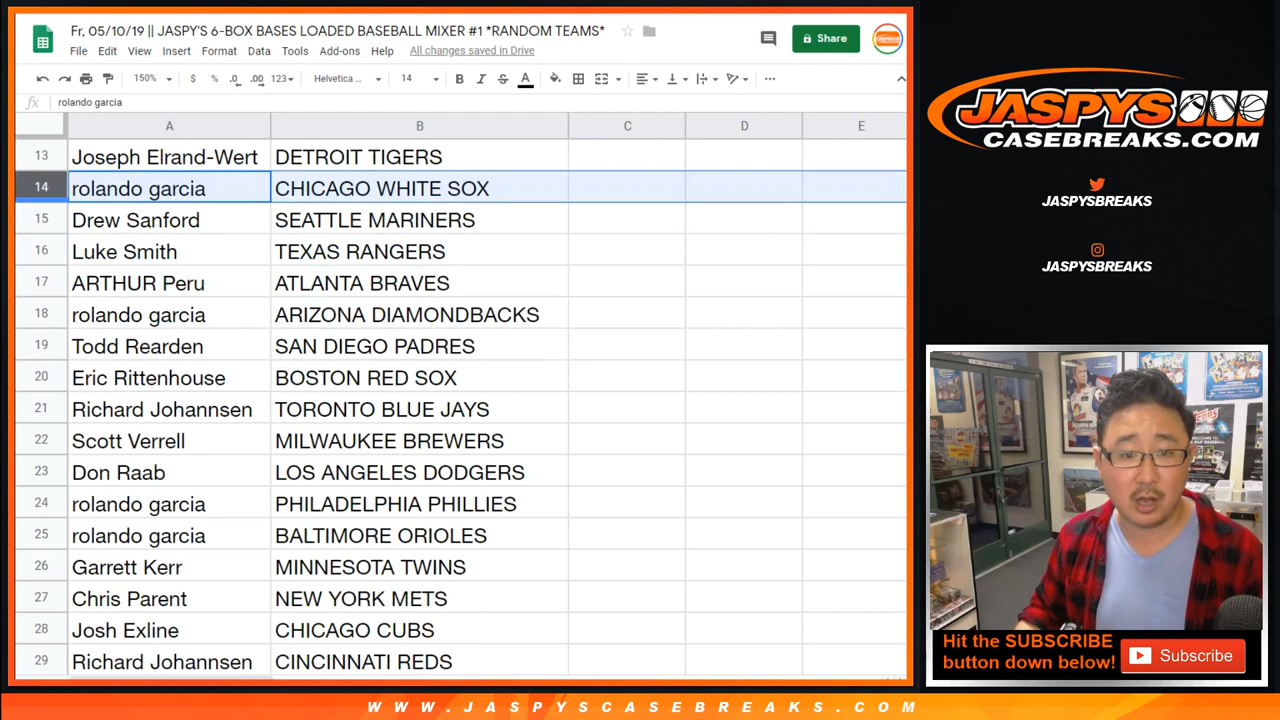 Fr, 05/10/19 || JASPY'S 6-BOX BASES LOADED BASEBALL MIXER #1 *RANDOM TEAMS*
Share
File Edit View Insert Format Data Tools Add-ons Help All changes saved in Drive
150% $ % .0 .00 123 Helvetica ... 14 B I S A
fx rolando garcia
A B C D E
13 Joseph Elrand-Wert DETROIT TIGERS
14 rolando garcia CHICAGO WHITE SOX
15 Drew Sanford SEATTLE MARINERS
16 Luke Smith TEXAS RANGERS
17 ARTHUR Peru ATLANTA BRAVES
18 rolando garcia ARIZONA DIAMONDBACKS
19 Todd Rearden SAN DIEGO PADRES
20 Eric Rittenhouse BOSTON RED SOX
21 Richard Johannsen TORONTO BLUE JAYS
22 Scott Verrell MILWAUKEE BREWERS
23 Don Raab LOS ANGELES DODGERS
24 rolando garcia PHILADELPHIA PHILLIES
25 rolando garcia BALTIMORE ORIOLES
26 Garrett Kerr MINNESOTA TWINS
27 Chris Parent NEW YORK METS
28 Josh Exline CHICAGO CUBS
29 Richard Johannsen CINCINNATI REDS
JASPYS
CASEBREAKS.COM
JASPYSBREAKS
JASPYSBREAKS
topps
Hit the SUBSCRIBE
button down below!
Subscribe
WWW.JASPYSCASEBREAKS.COM